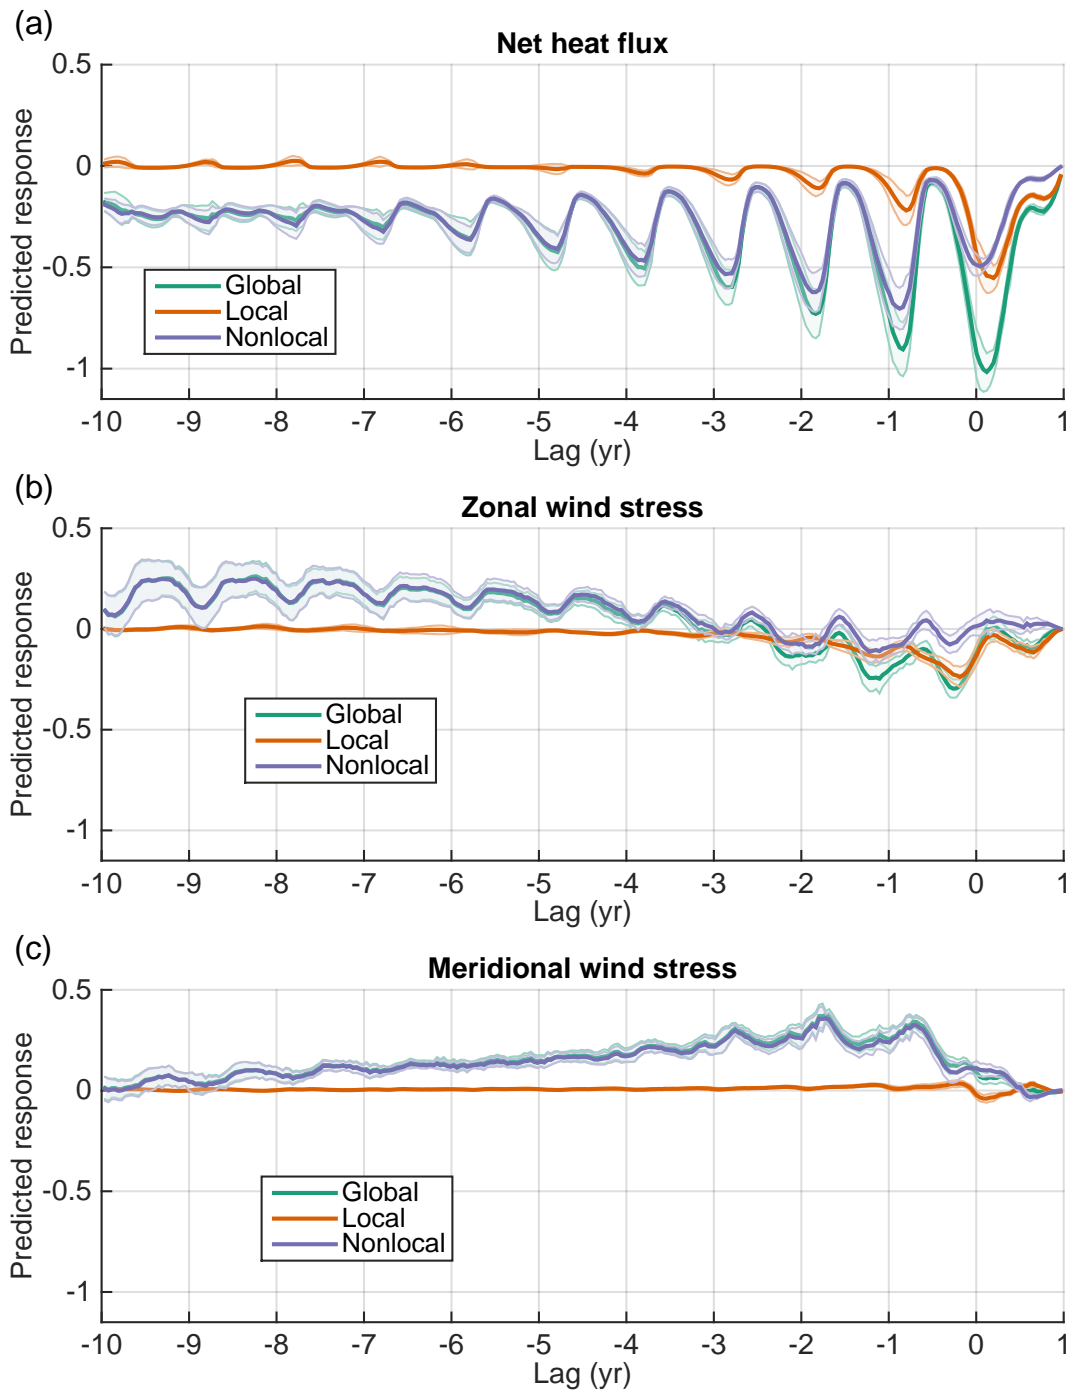 (a)
Net heat flux
0.5
0
-0.5
-1
Predicted response
Global
Local
Nonlocal
-10 -9 -8 -7 -6 -5 -4 -3 -2 -1 0 1
Lag (yr)
(b)
Zonal wind stress
0.5
0
-0.5
-1
Predicted response
Global
Local
Nonlocal
-10 -9 -8 -7 -6 -5 -4 -3 -2 -1 0 1
Lag (yr)
(c)
Meridional wind stress
0.5
0
-0.5
-1
Predicted response
Global
Local
Nonlocal
-10 -9 -8 -7 -6 -5 -4 -3 -2 -1 0 1
Lag (yr)